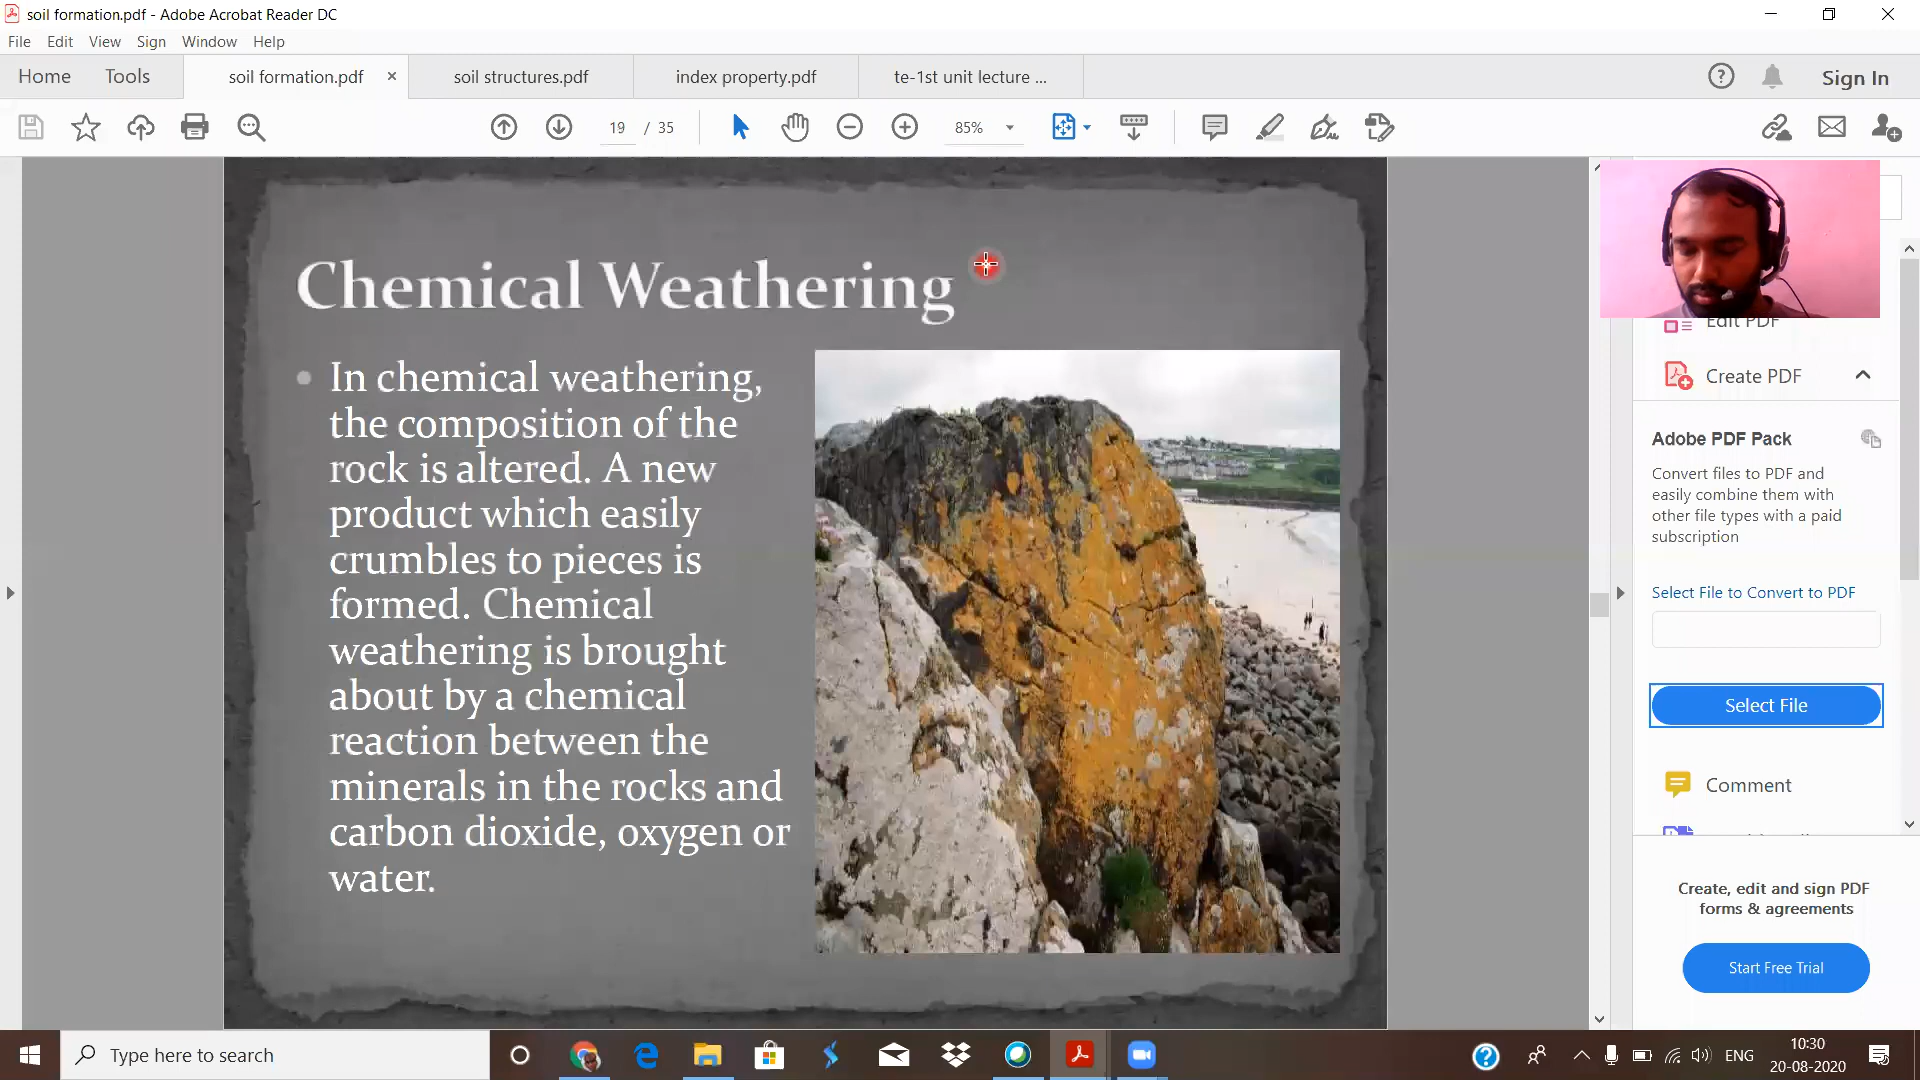 soil formation.pdf - Adobe Acrobat Reader DC
File Edit View Sign Window Help
Home Tools soil formation.pdf × soil structures.pdf index property.pdf te-1st unit lecture ... Sign In
19 / 35 85%
Chemical Weathering
In chemical weathering,
the composition of the
rock is altered. A new
product which easily
crumbles to pieces is
formed. Chemical
weathering is brought
about by a chemical
reaction between the
minerals in the rocks and
carbon dioxide, oxygen or
water.
Edit PDF
Create PDF
Adobe PDF Pack
Convert files to PDF and
easily combine them with
other file types with a paid
subscription
Select File to Convert to PDF
Select File
Comment
Create, edit and sign PDF
forms & agreements
Start Free Trial
Type here to search
ENG
10:30
20-08-2020